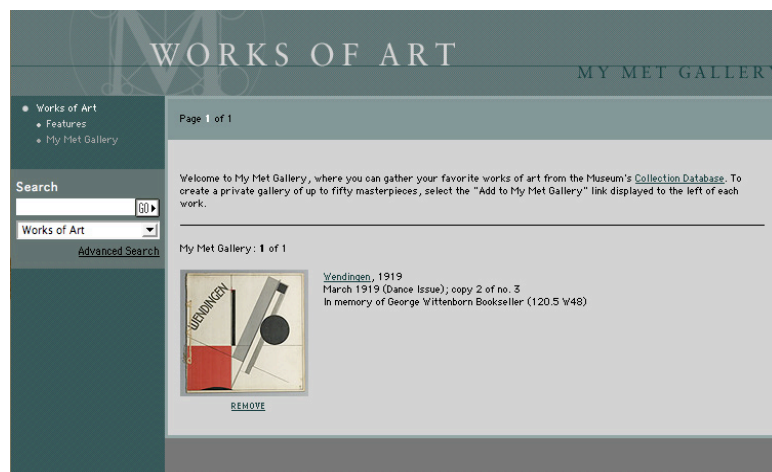 WORKS OF ART
MY MET GALLERY
Works of Art
Features
My Met Gallery
Search
GO
Works of Art
Advanced Search
Page 1 of 1
Welcome to My Met Gallery, where you can gather your favorite works of art from the Museum's Collection Database. To
create a private gallery of up to fifty masterpieces, select the "Add to My Met Gallery" link displayed to the left of each
work.
My Met Gallery: 1 of 1
WENDINGEN
Wendingen, 1919
March 1919 (Dance Issue); copy 2 of no. 3
In memory of George Wittenborn Bookseller (120.5 W48)
REMOVE